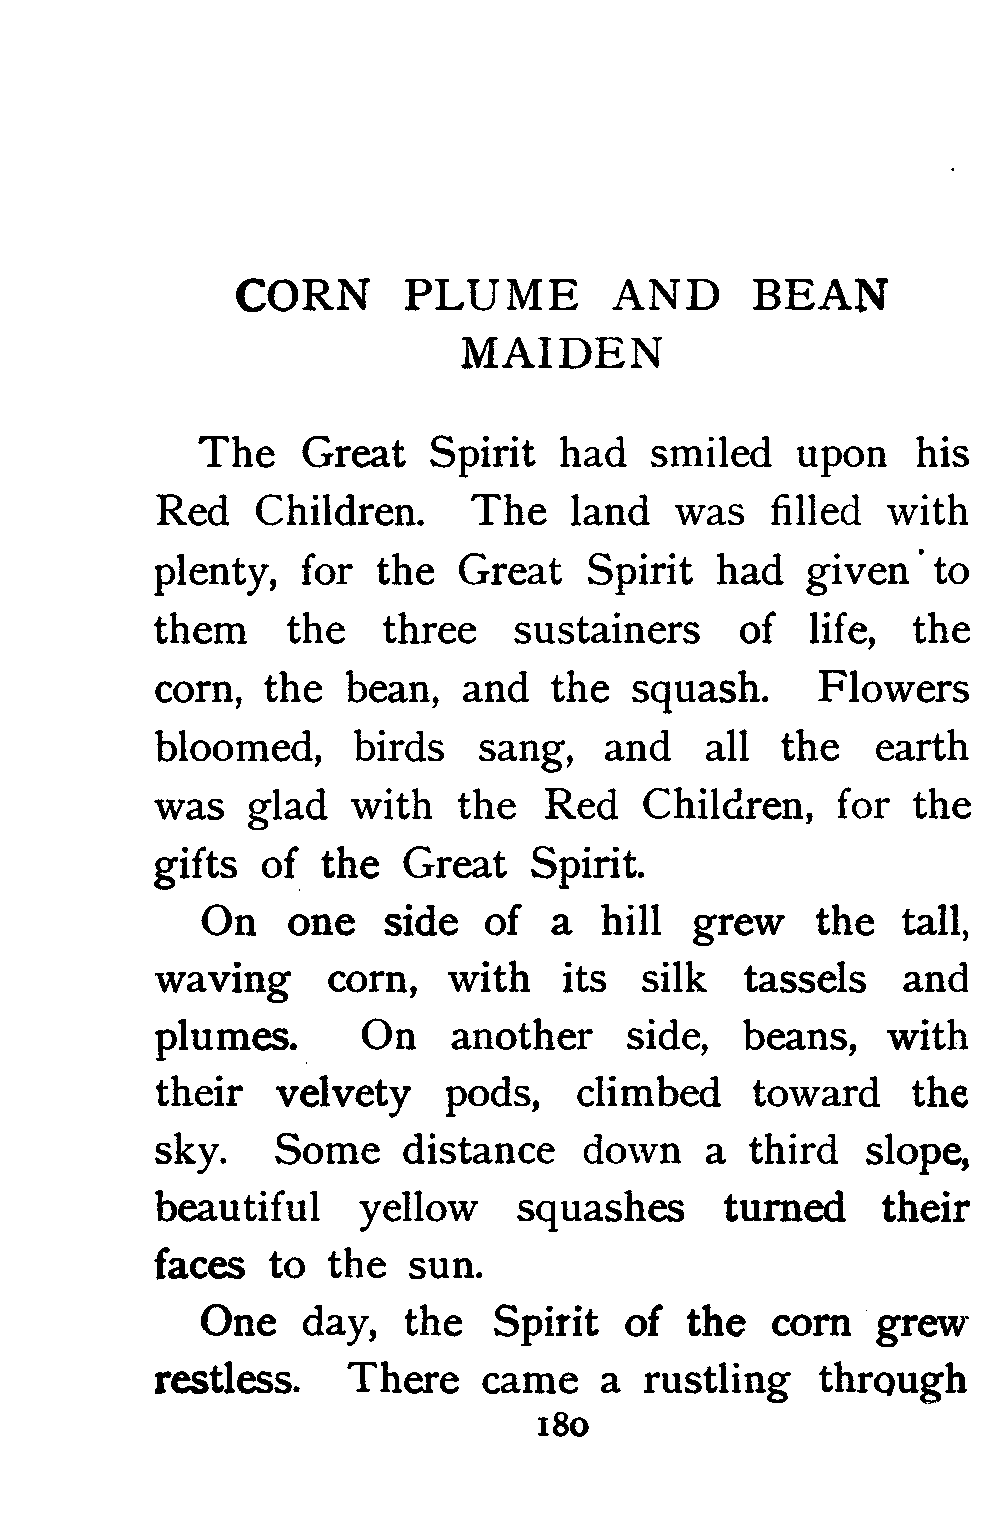 CORN PLUME AND BEAN
MAIDEN
The Great Spirit had smiled upon his
Red Children. The land was filled with
plenty, for the Great Spirit had given to
them the three sustainers of life, the
corn, the bean, and the squash. Flowers
bloomed, birds sang, and all the earth
was glad with the Red Children, for the
gifts of the Great Spirit.
On one side of a hill grew the tall,
waving corn, with its silk tassels and
plumes. On another side, beans, with
their velvety pods, climbed toward the
sky. Some distance down a third slope,
beautiful yellow squashes turned their
faces to the sun.
One day, the Spirit of the corn grew
restless. There came a rustling through
180